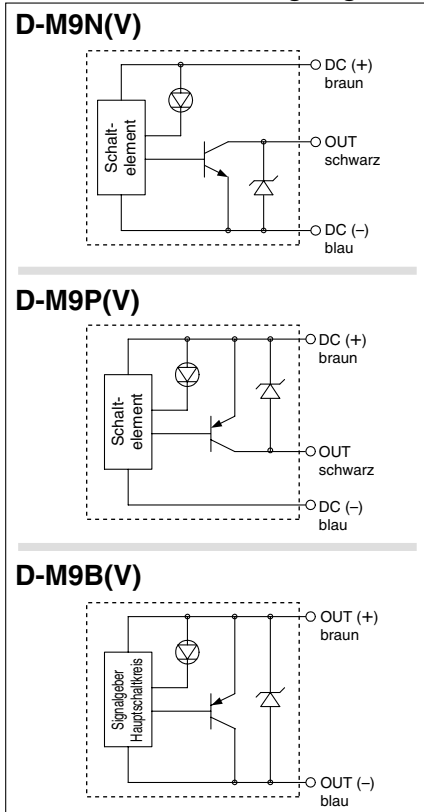 D-M9N(V)
DC (+)
braun
Schalt-
element
OUT
schwarz
DC (–)
blau
D-M9P(V)
DC (+)
braun
Schalt-
element
OUT
schwarz
DC (–)
blau
D-M9B(V)
OUT (+)
braun
Signalgeber
Hauptschaltkreis
OUT (–)
blau